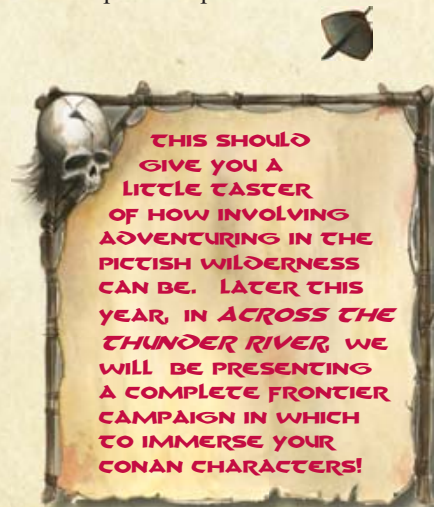 THIS SHOULD
GIVE YOU A
LITTLE TASTER
OF HOW INVOLVING
ADVENTURING IN THE
PICTISH WILDERNESS
CAN BE. LATER THIS
YEAR, IN ACROSS THE
THUNDER RIVER, WE
WILL BE PRESENTING
A COMPLETE FRONTIER
CAMPAIGN IN WHICH
TO IMMERSE YOUR
CONAN CHARACTERS!